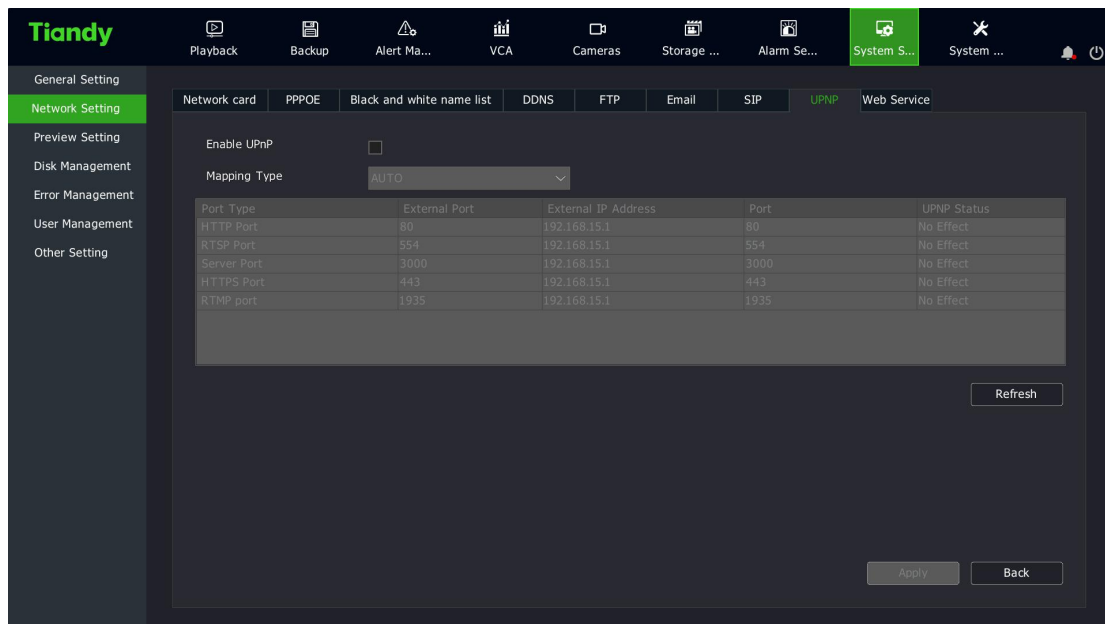 Tiandy
Playback Backup Alert Ma... VCA Cameras Storage ... Alarm Se... System S... System ...
General Setting
Network Setting
Preview Setting
Disk Management
Error Management
User Management
Other Setting
Network card PPPOE Black and white name list DDNS FTP Email SIP UPNP Web Service
Enable UPnP
Mapping Type AUTO
Port Type External Port External IP Address Port UPNP Status
HTTP Port 80 192.168.15.1 80 No Effect
RTSP Port 554 192.168.15.1 554 No Effect
Server Port 3000 192.168.15.1 3000 No Effect
HTTPS Port 443 192.168.15.1 443 No Effect
RTMP port 1935 192.168.15.1 1935 No Effect
Refresh
Apply Back